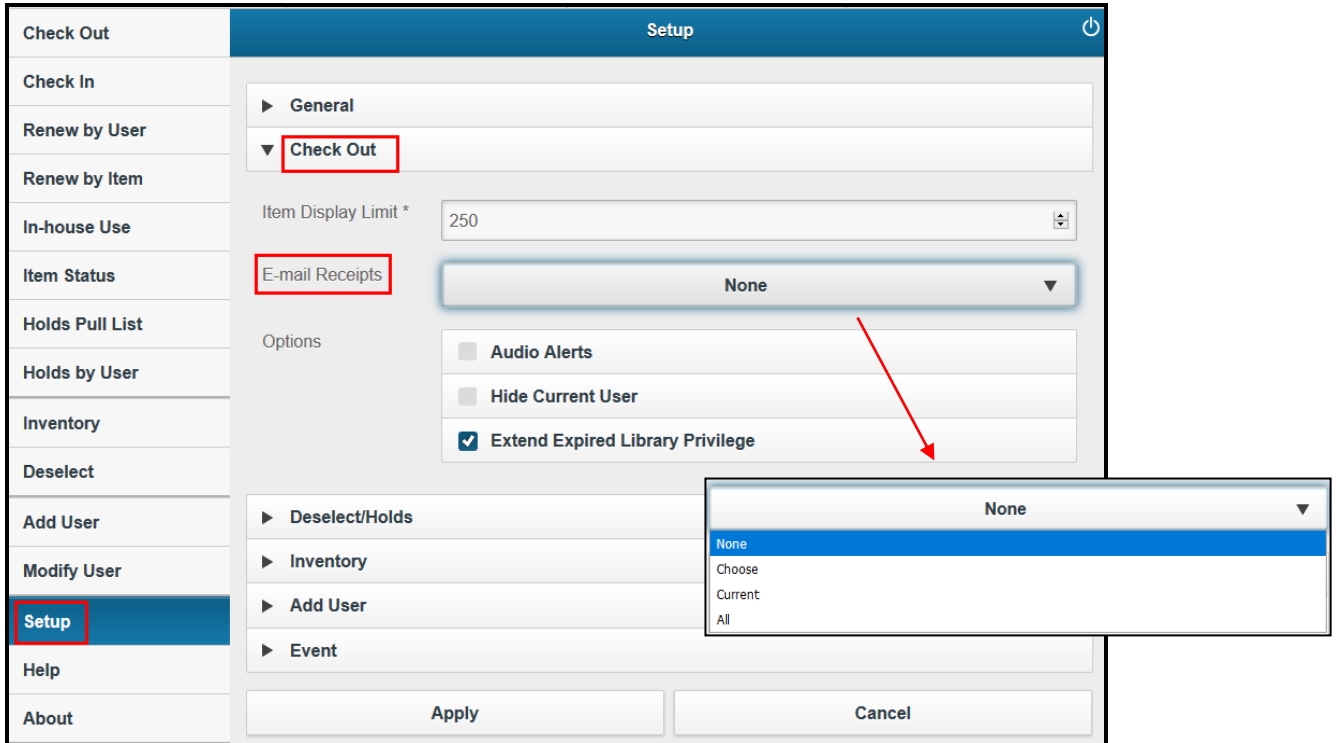 Check Out
Check In
Renew by User
Renew by Item
In-house Use
Item Status
Holds Pull List
Holds by User
Inventory
Deselect
Add User
Modify User
Setup
Help
About
Setup
General
Check Out
Item Display Limit *
250
E-mail Receipts
None
Options
Audio Alerts
Hide Current User
Extend Expired Library Privilege
Deselect/Holds
Inventory
Add User
Event
Apply
Cancel
None
None
Choose
Current
All